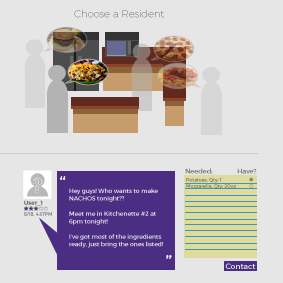 Choose a Resident
“
Hey guys! Who wants to make
NACHOS tonight??
Meet me in Kitchenette #2 at
6pm tonight!
I've got most of the ingredients
ready, just bring the ones listed!
”
User_1
8/18, 4:57PM
Needed: Have?
Potatoes, Qty: 1
Mozzarella, Qty: 20oz
Contact